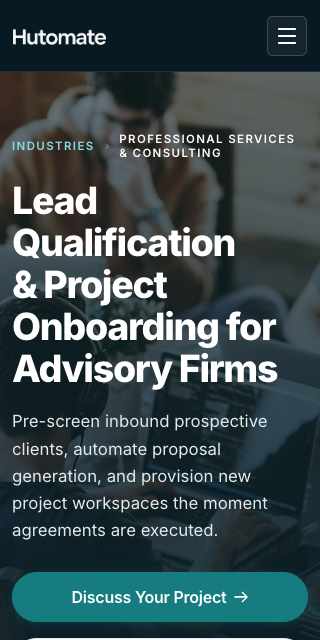 Hutomate
INDUSTRIES › PROFESSIONAL SERVICES
& CONSULTING
Lead
Qualification
& Project
Onboarding for
Advisory Firms
Pre-screen inbound prospective
clients, automate proposal
generation, and provision new
project workspaces the moment
agreements are executed.
Discuss Your Project →